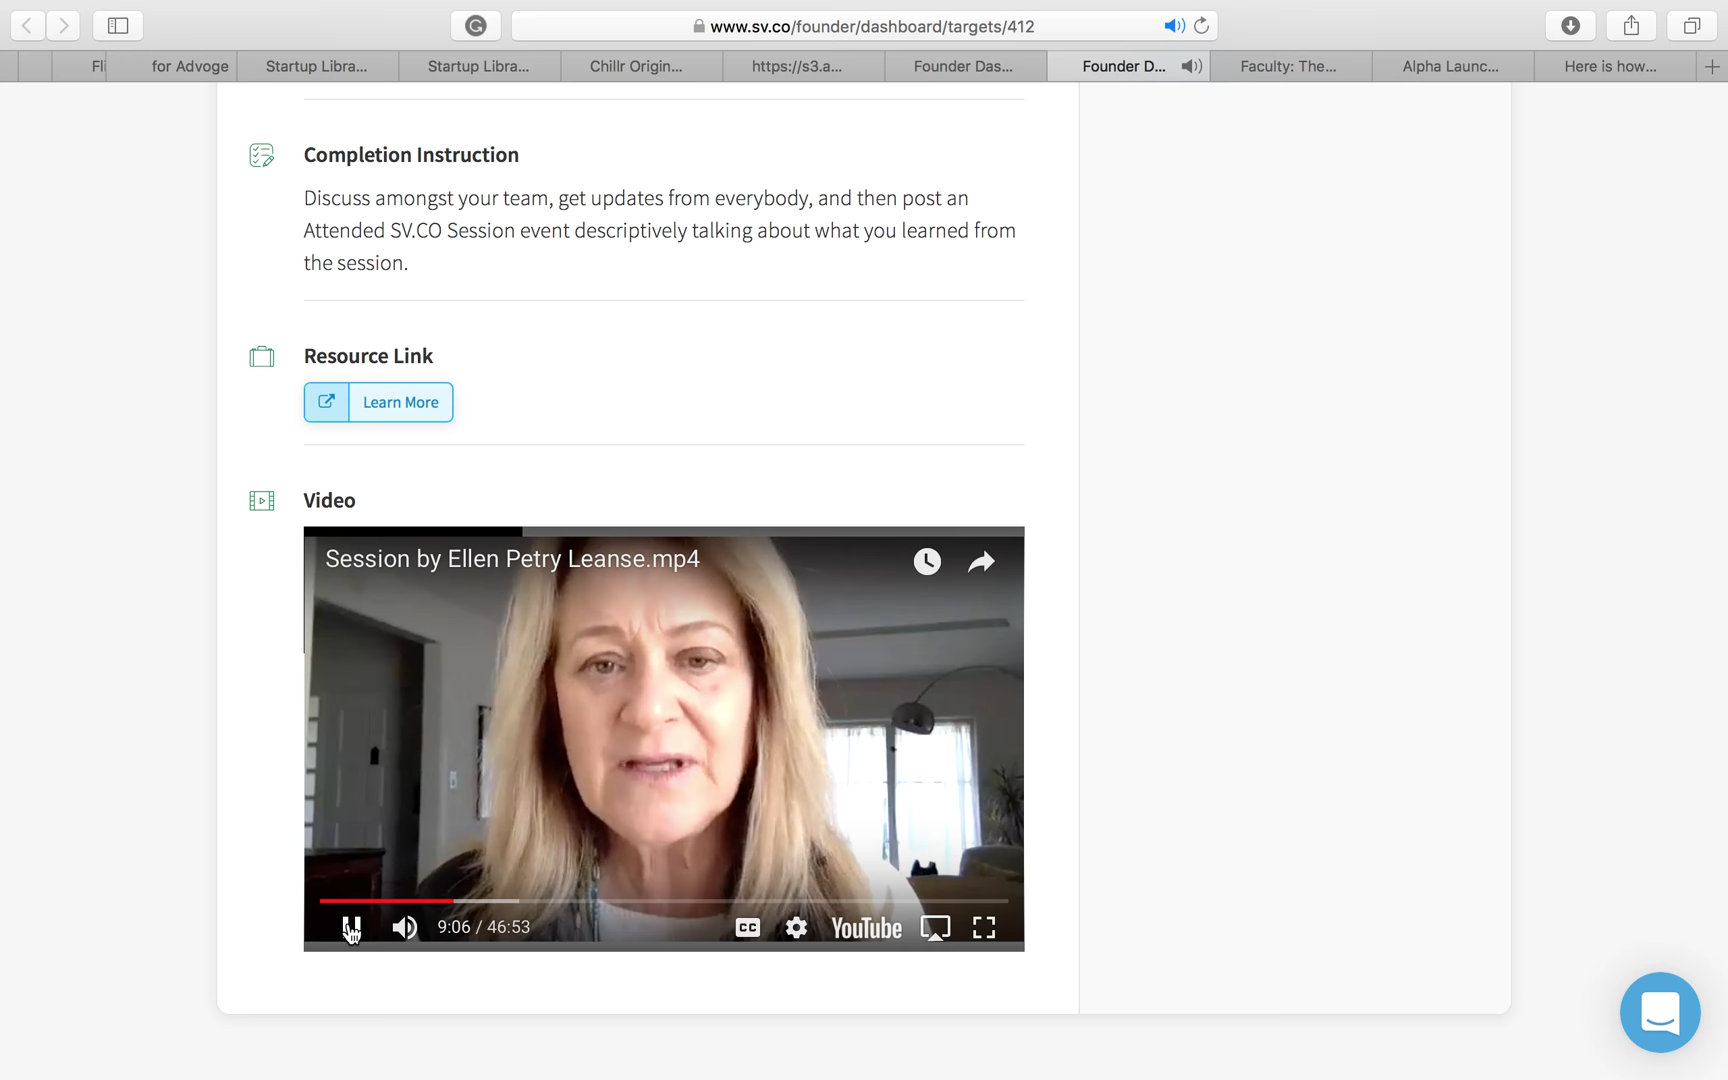 www.sv.co/founder/dashboard/targets/412
Fli
for Advoge
Startup Libra...
Startup Libra...
Chillr Origin...
https://s3.a...
Founder Das...
Founder D...
Faculty: The...
Alpha Launc...
Here is how...
Completion Instruction
Discuss amongst your team, get updates from everybody, and then post an
Attended SV.CO Session event descriptively talking about what you learned from
the session.
Resource Link
Learn More
Video
Session by Ellen Petry Leanse.mp4
9:06 / 46:53
CC
YouTube